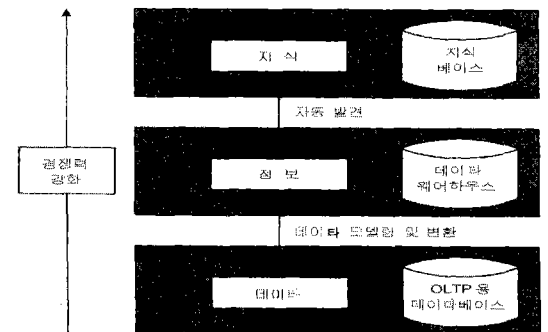 지 식
지식
베이스
자동 발견
경쟁력
강화
정 보
데이타
웨어하우스
데이타 모델링 및 변환
데이타
OLTP 용
데이타베이스